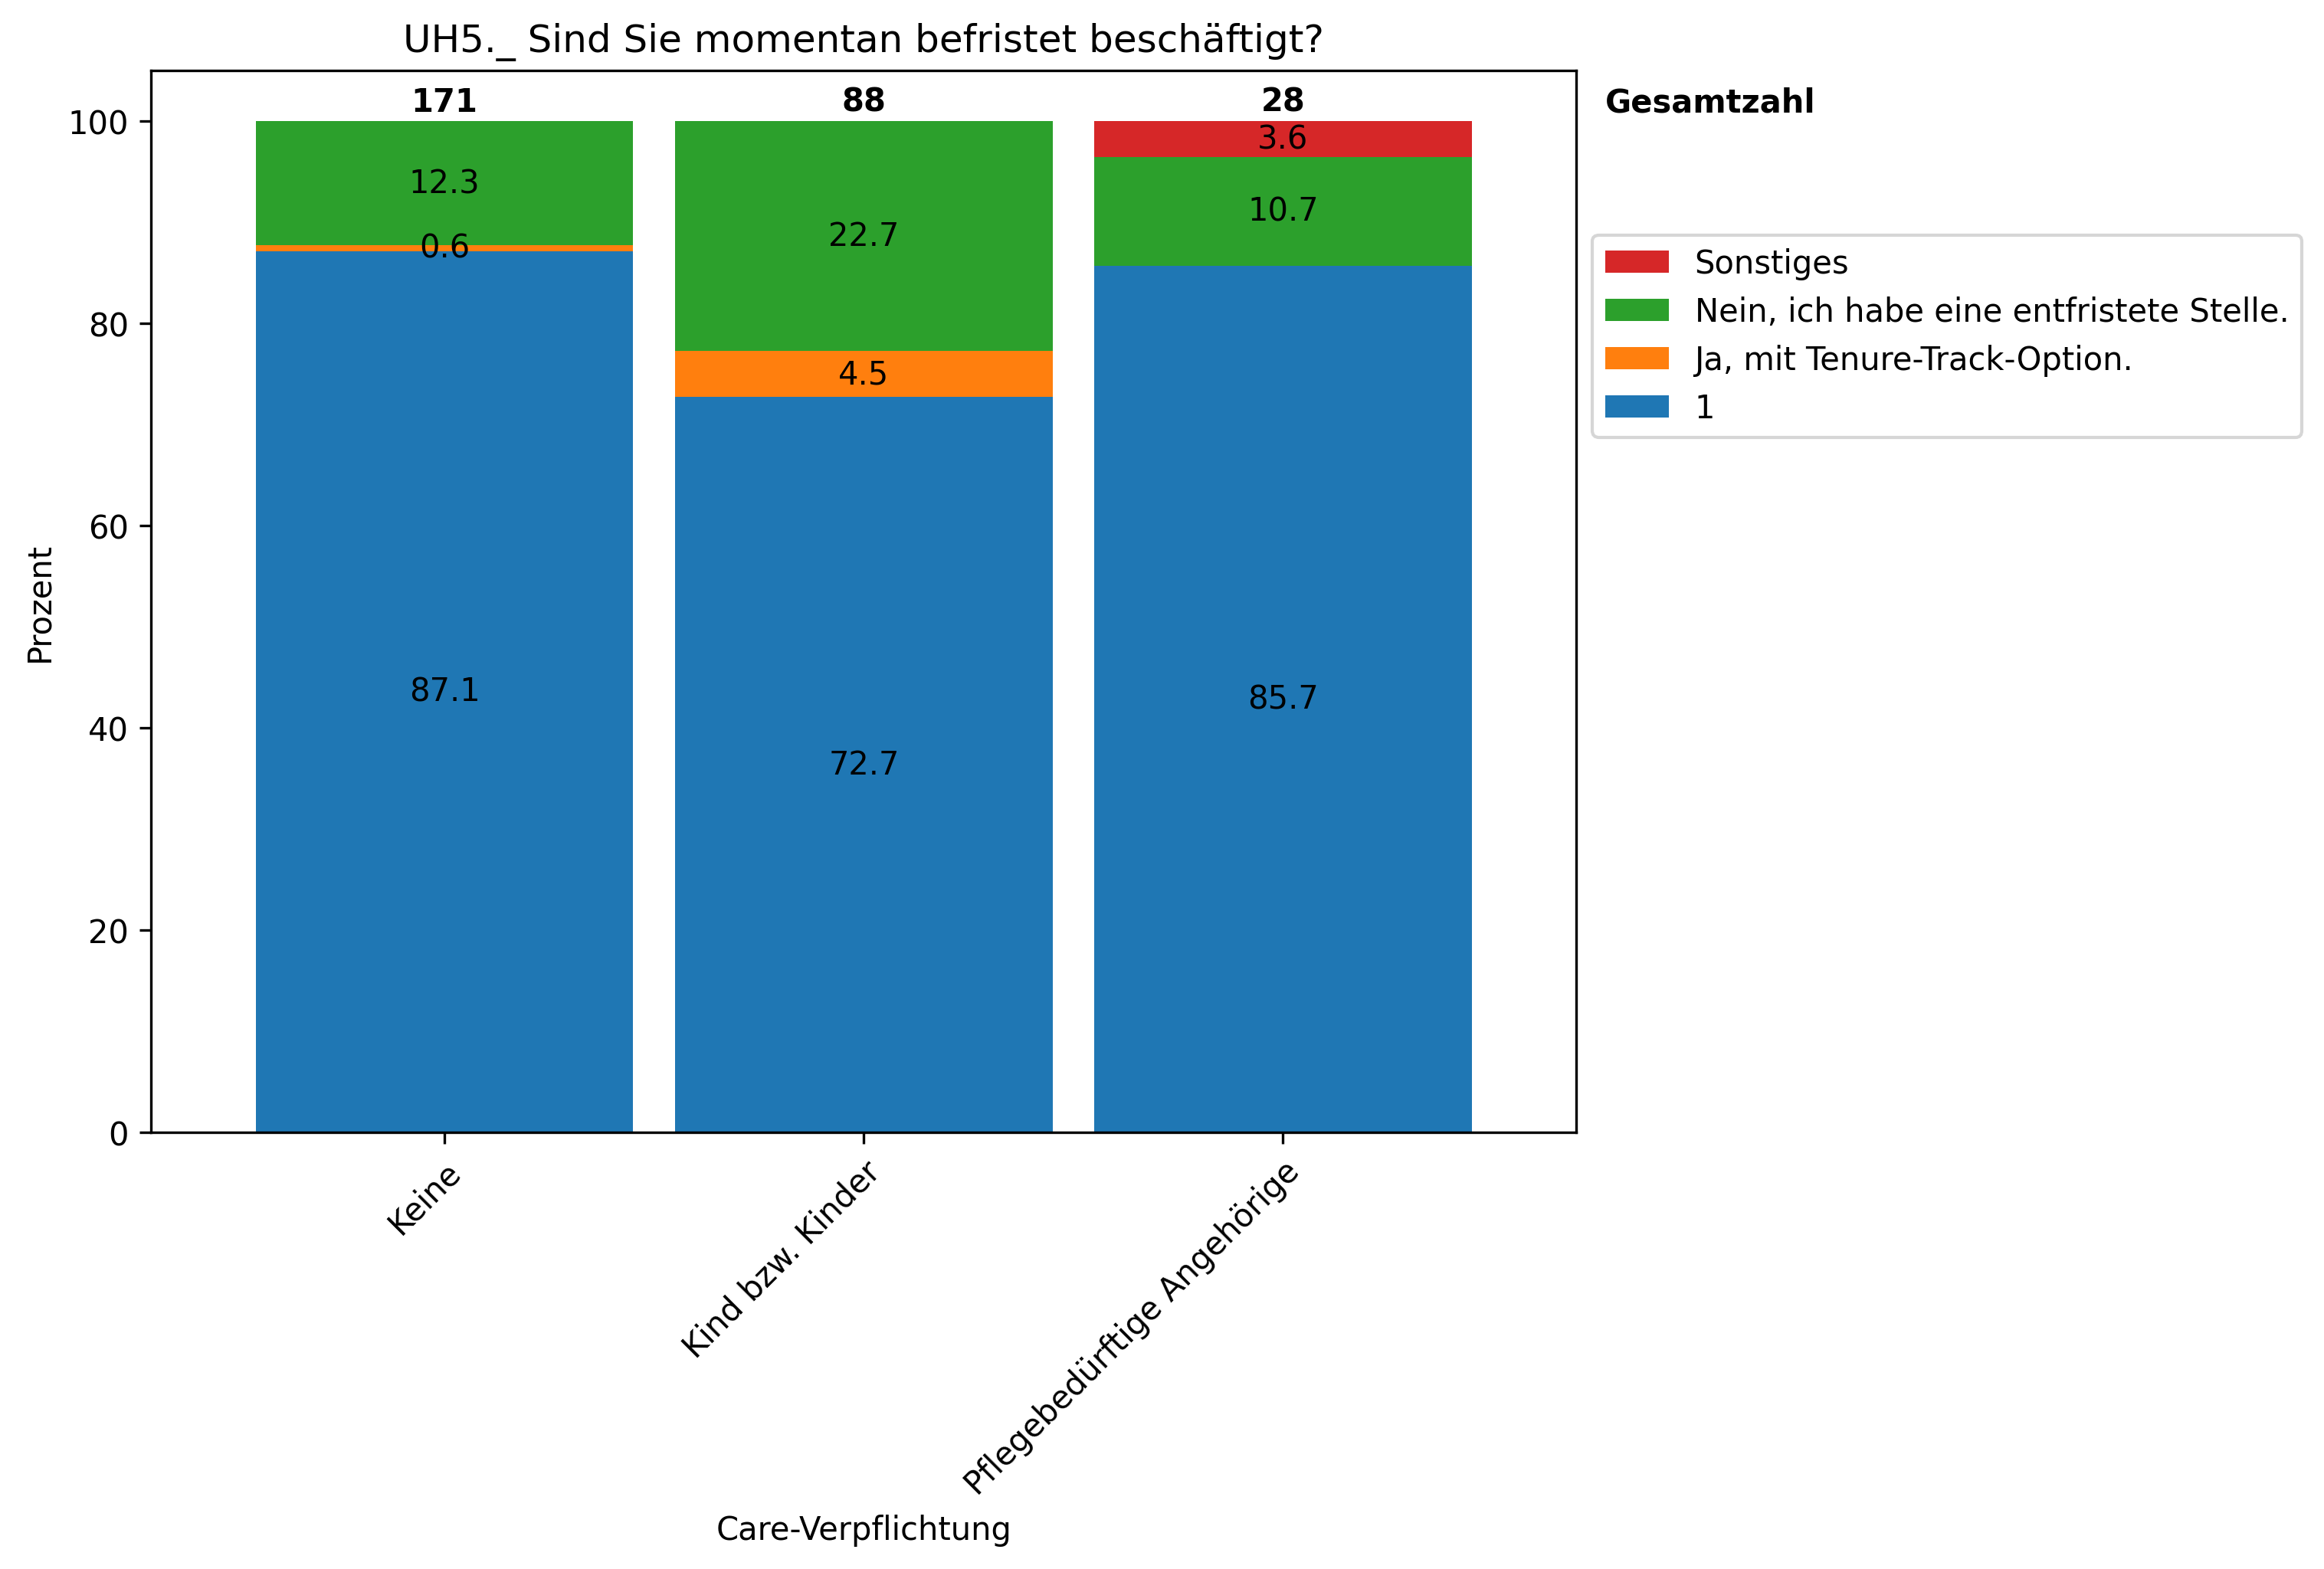 UH5._ Sind Sie momentan befristet beschäftigt?
171
88
28
Gesamtzahl
100
80
60
40
20
0
Prozent
12.3
0.6
87.1
22.7
4.5
72.7
3.6
10.7
85.7
Sonstiges
Nein, ich habe eine entfristete Stelle.
Ja, mit Tenure-Track-Option.
1
Keine
Kind bzw. Kinder
Pflegebedürftige Angehörige
Care-Verpflichtung